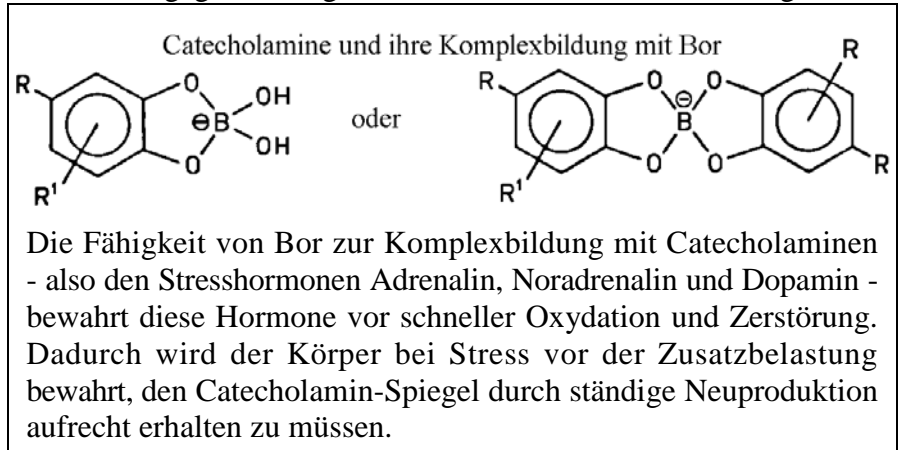 Catecholamine und ihre Komplexbildung mit Bor
R
O
O
B
⊖
OH
OH
R¹
oder
R
O
O
B
⊖
O
O
R
R¹
R
Die Fähigkeit von Bor zur Komplexbildung mit Catecholaminen
- also den Stresshormonen Adrenalin, Noradrenalin und Dopamin -
bewahrt diese Hormone vor schneller Oxydation und Zerstörung.
Dadurch wird der Körper bei Stress vor der Zusatzbelastung
bewahrt, den Catecholamin-Spiegel durch ständige Neuproduktion
aufrecht erhalten zu müssen.